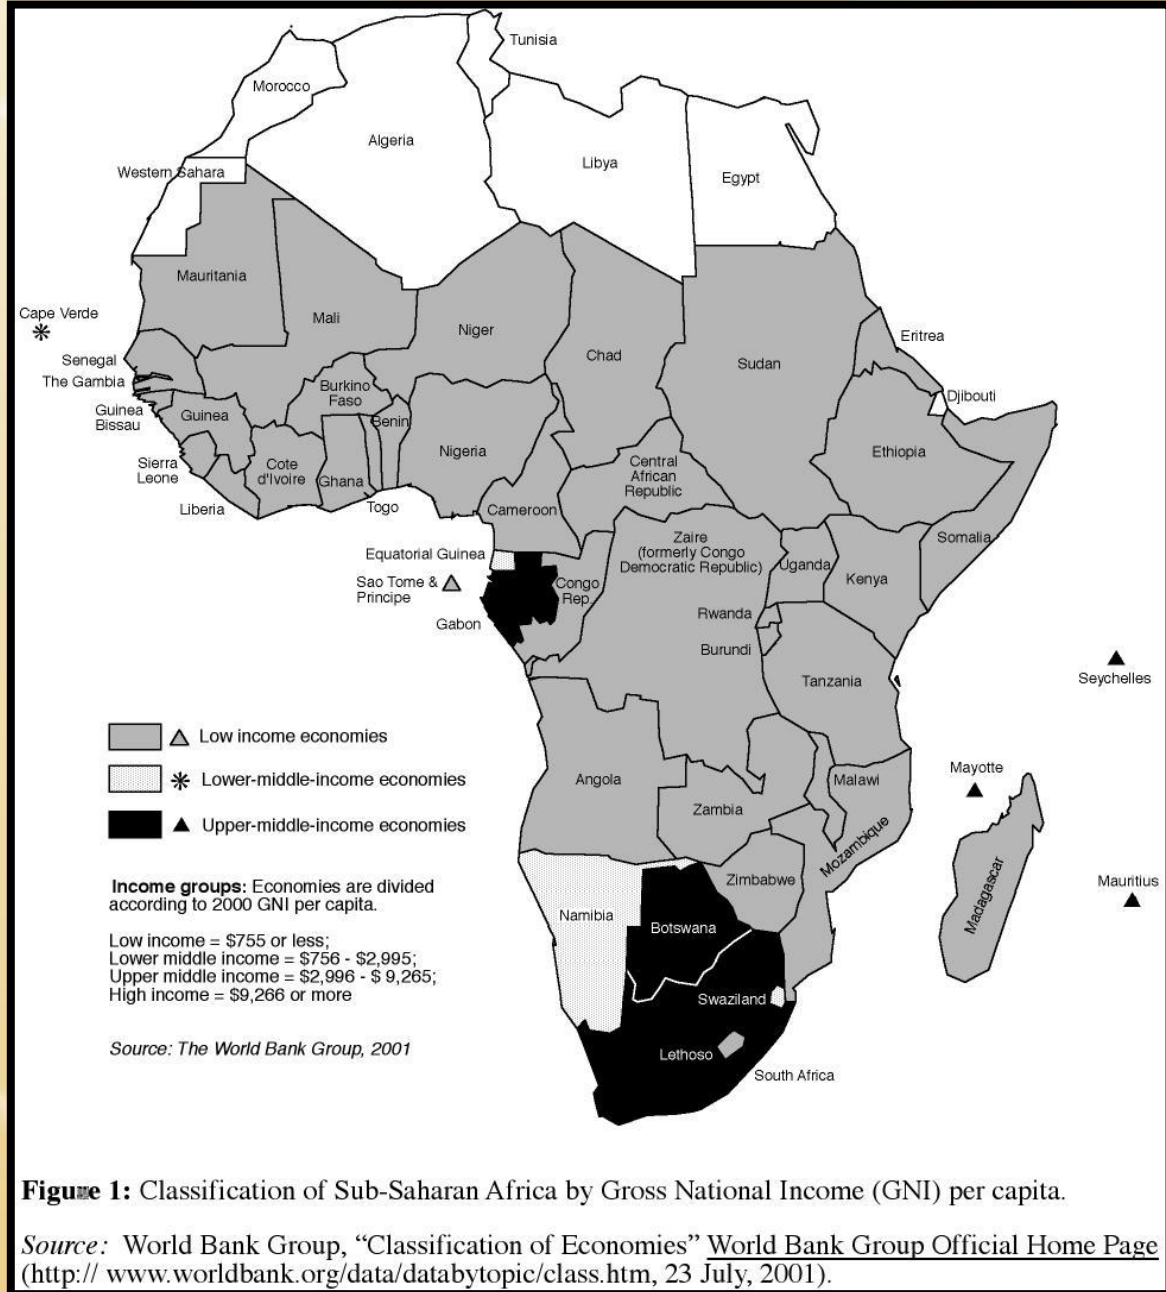 Tunisia
Morocco
Algeria
Libya
Egypt
Western Sahara
Mauritania
Cape Verde
Mali
Niger
Chad
Sudan
Eritrea
Senegal
The Gambia
Burkino
Faso
Benin
Djibouti
Guinea
Bissau
Guinea
Nigeria
Ethiopia
Sierra
Leone
Cote
d'Ivoire
Ghana
Central
African
Republic
Liberia
Togo
Cameroon
Somalia
Equatorial Guinea
Zaire
(formerly Congo
Democratic Republic)
Uganda
Kenya
Sao Tome &
Principe
Congo
Rep.
Gabon
Rwanda
Burundi
Tanzania
Seychelles
Low income economies
Lower-middle-income economies
Upper-middle-income economies
Angola
Zambia
Malawi
Mayotte
Mozambique
Madagascar
Mauritius
Zimbabwe
Namibia
Botswana
Swaziland
Lethoso
South Africa
Income groups: Economies are divided
according to 2000 GNI per capita.
Low income = $755 or less;
Lower middle income = $756 - $2,995;
Upper middle income = $2,996 - $ 9,265;
High income = $9,266 or more
Source: The World Bank Group, 2001
Figure 1: Classification of Sub-Saharan Africa by Gross National Income (GNI) per capita.
Source: World Bank Group, “Classification of Economies” World Bank Group Official Home Page
(http:// www.worldbank.org/data/databytopic/class.htm, 23 July, 2001).